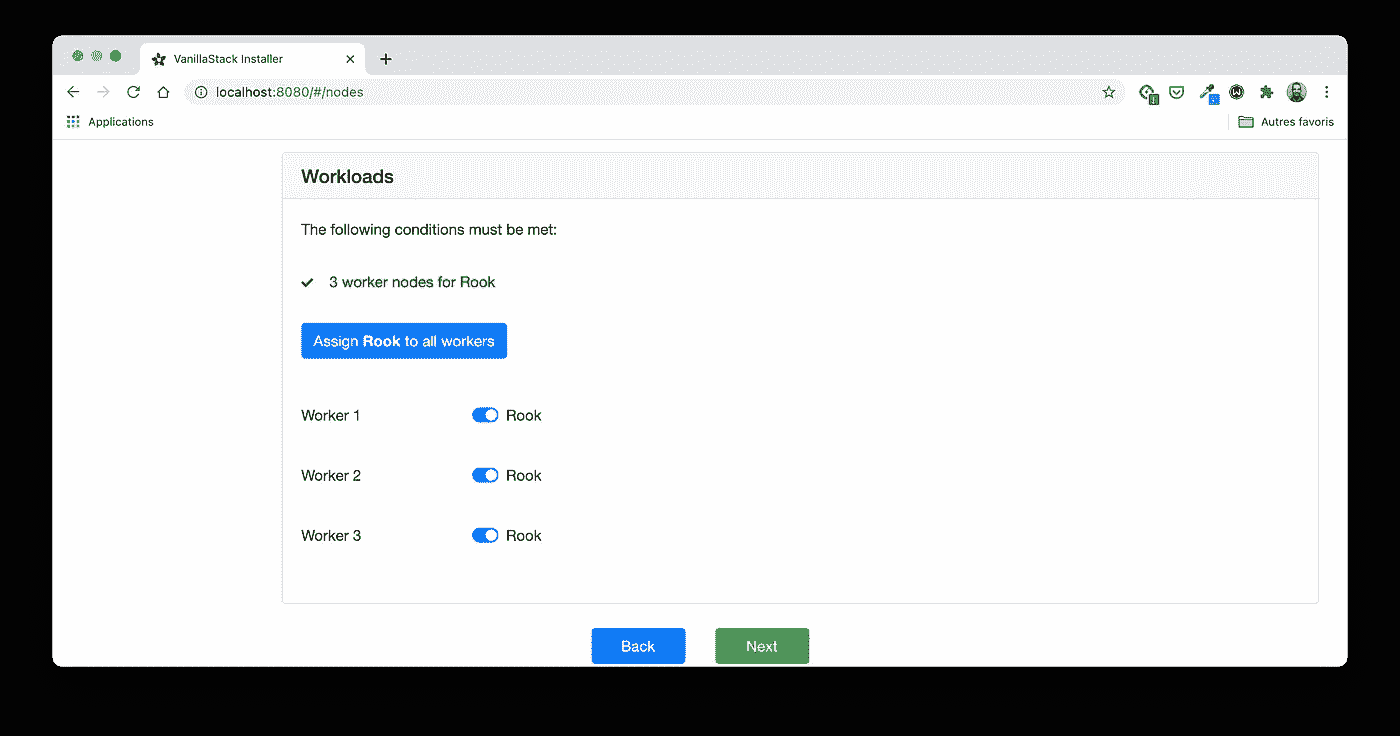 VanillaStack Installer
localhost:8080/#/nodes
Applications
Autres favoris
Workloads
The following conditions must be met:
3 worker nodes for Rook
Assign Rook to all workers
Worker 1 Rook
Worker 2 Rook
Worker 3 Rook
Back Next